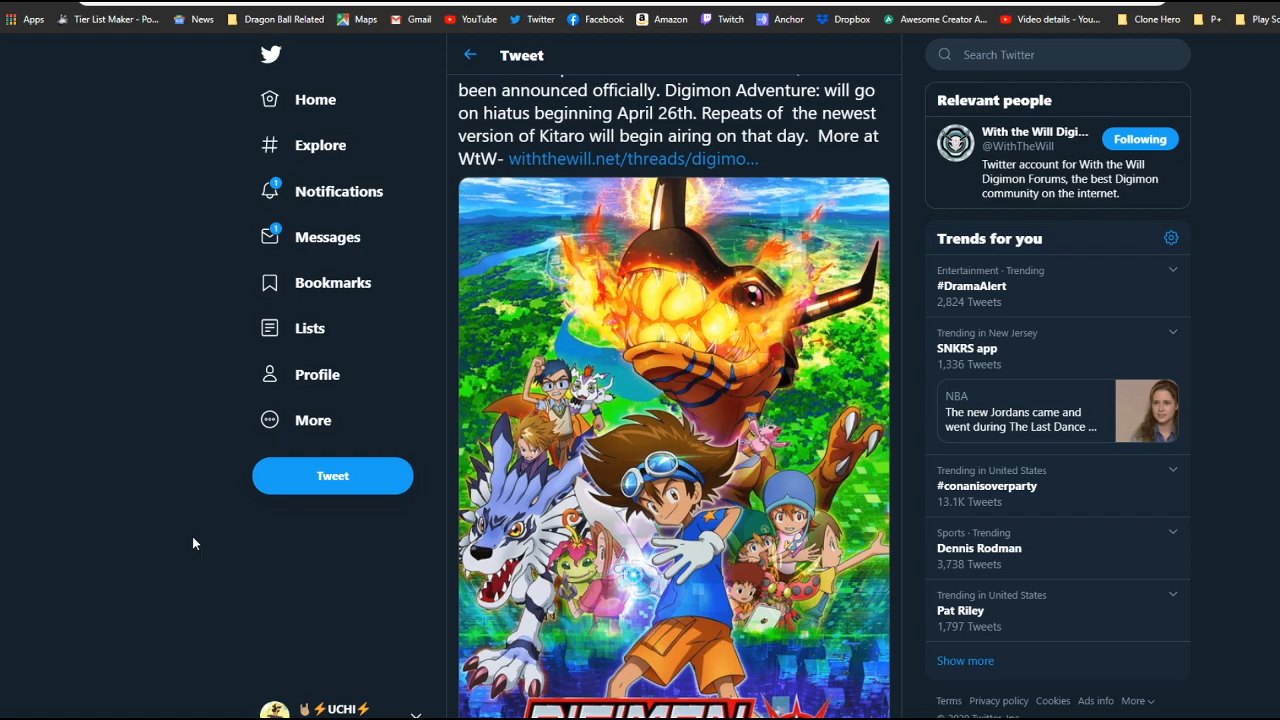 Apps
Tier List Maker - Po...
News
Dragon Ball Related
Maps
Gmail
YouTube
Twitter
Facebook
Amazon
Twitch
Anchor
Dropbox
Awesome Creator A...
Video details - You...
Clone Hero
P+
Play Sc
Home
Explore
1
Notifications
1
Messages
Bookmarks
Lists
Profile
More
Tweet
UCHI
Tweet
been announced officially. Digimon Adventure: will go
on hiatus beginning April 26th. Repeats of the newest
version of Kitaro will begin airing on that day. More at
WtW- withthewill.net/threads/digimo...
DIGIMON
Search Twitter
Relevant people
With the Will Digi...
@WithTheWill
Following
Twitter account for With the Will
Digimon Forums, the best Digimon
community on the internet.
Trends for you
Entertainment · Trending
#DramaAlert
2,824 Tweets
Trending in New Jersey
SNKRS app
1,336 Tweets
NBA
The new Jordans came and
went during The Last Dance ...
Trending in United States
#conanisoverparty
13.1K Tweets
Sports · Trending
Dennis Rodman
3,738 Tweets
Trending in United States
Pat Riley
1,797 Tweets
Show more
Terms Privacy policy Cookies Ads info More
© 2020 Twitter, Inc.